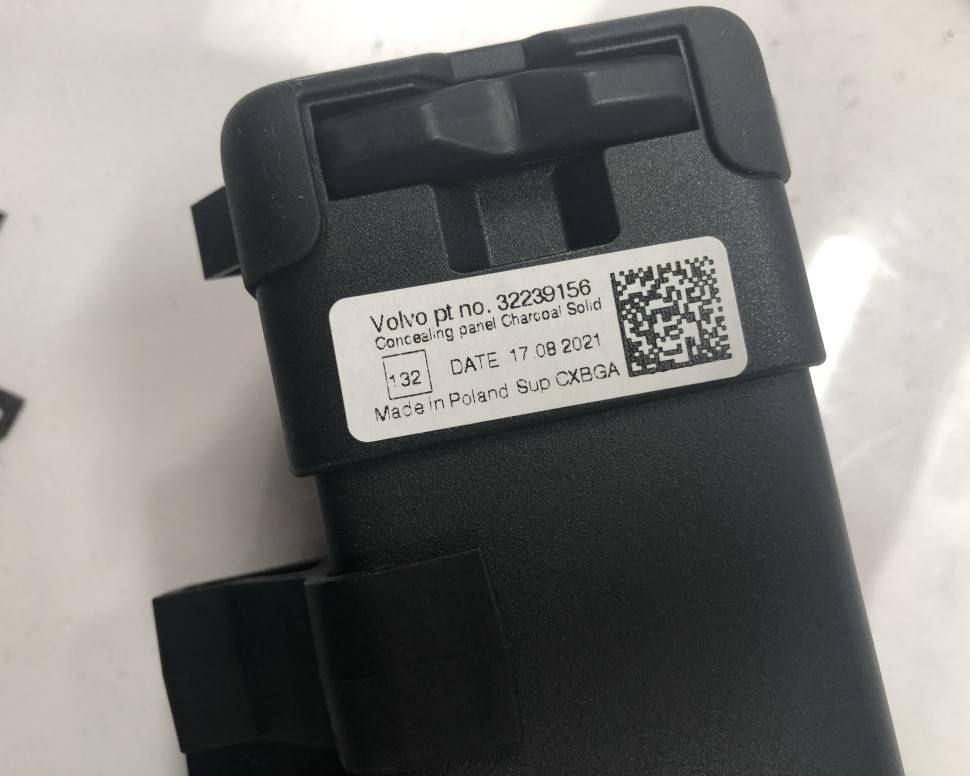 Volvo pt no. 32239156
Concealing panel Charcoal Solid
132 DATE 17 08 2021
Made in Poland Sup CXBGA